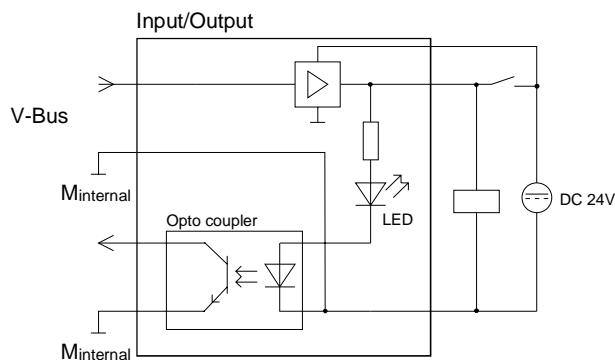 Input/Output
V-Bus
Minternal
DC 24V
LED
Opto coupler
Minternal